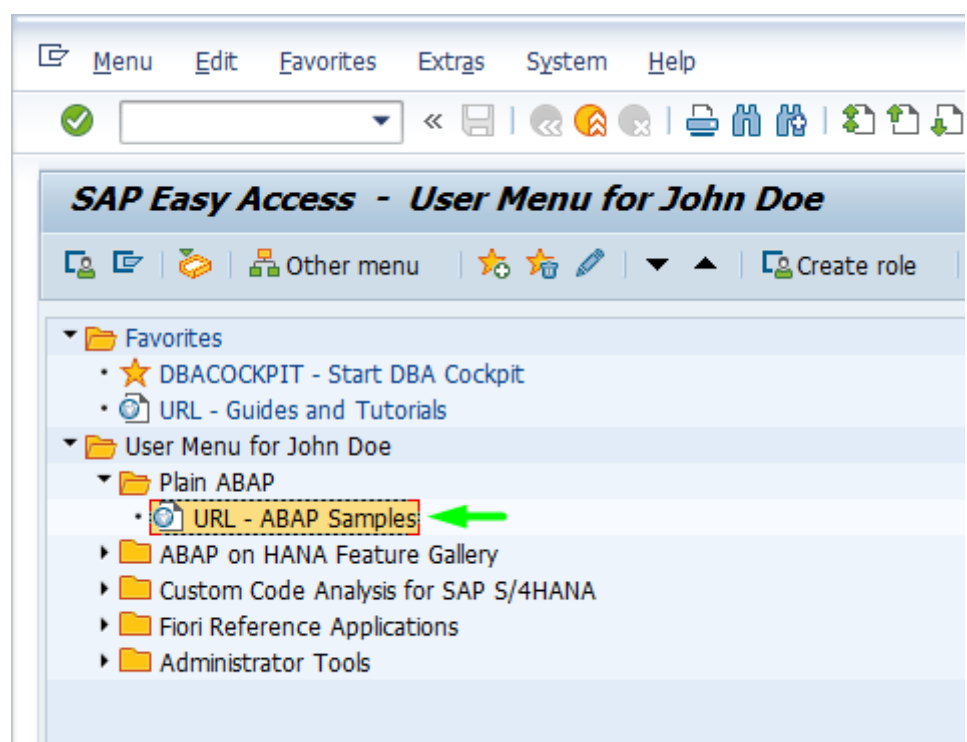 Menu Edit Favorites Extras System Help
SAP Easy Access - User Menu for John Doe
Other menu Create role
Favorites
DBACOCKPIT - Start DBA Cockpit
URL - Guides and Tutorials
User Menu for John Doe
Plain ABAP
URL - ABAP Samples
ABAP on HANA Feature Gallery
Custom Code Analysis for SAP S/4HANA
Fiori Reference Applications
Administrator Tools